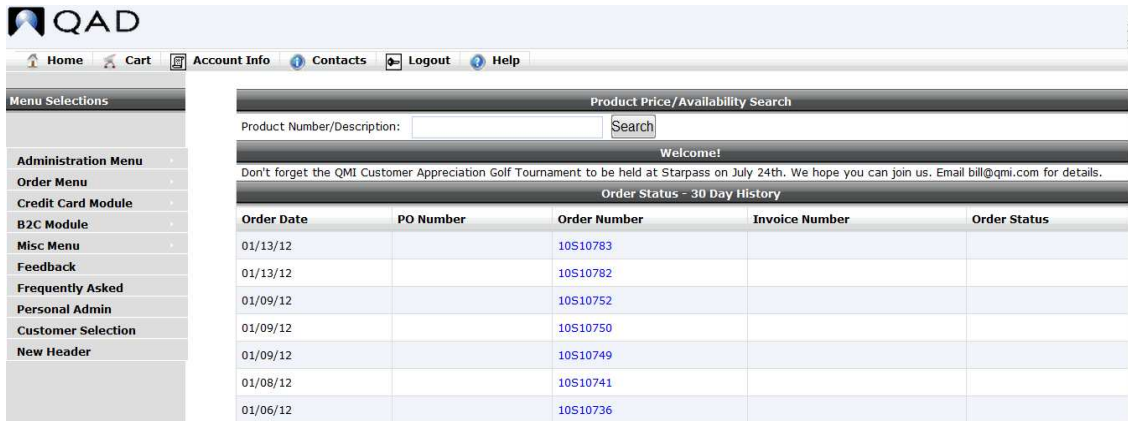 QAD
Home Cart Account Info Contacts Logout Help
Menu Selections
Administration Menu
Order Menu
Credit Card Module
B2C Module
Misc Menu
Feedback
Frequently Asked
Personal Admin
Customer Selection
New Header
Product Price/Availability Search
Product Number/Description: Search
Welcome!
Don't forget the QMI Customer Appreciation Golf Tournament to be held at Starpass on July 24th. We hope you can join us. Email bill@qmi.com for details.
Order Status - 30 Day History
Order Date PO Number Order Number Invoice Number Order Status
01/13/12 10S10783
01/13/12 10S10782
01/09/12 10S10752
01/09/12 10S10750
01/09/12 10S10749
01/08/12 10S10741
01/06/12 10S10736